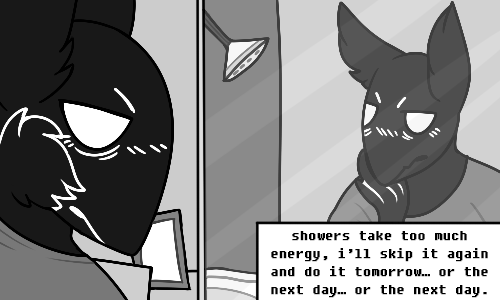 showers take too much
energy, i'll skip it again
and do it tomorrow… or the
next day… or the next day.